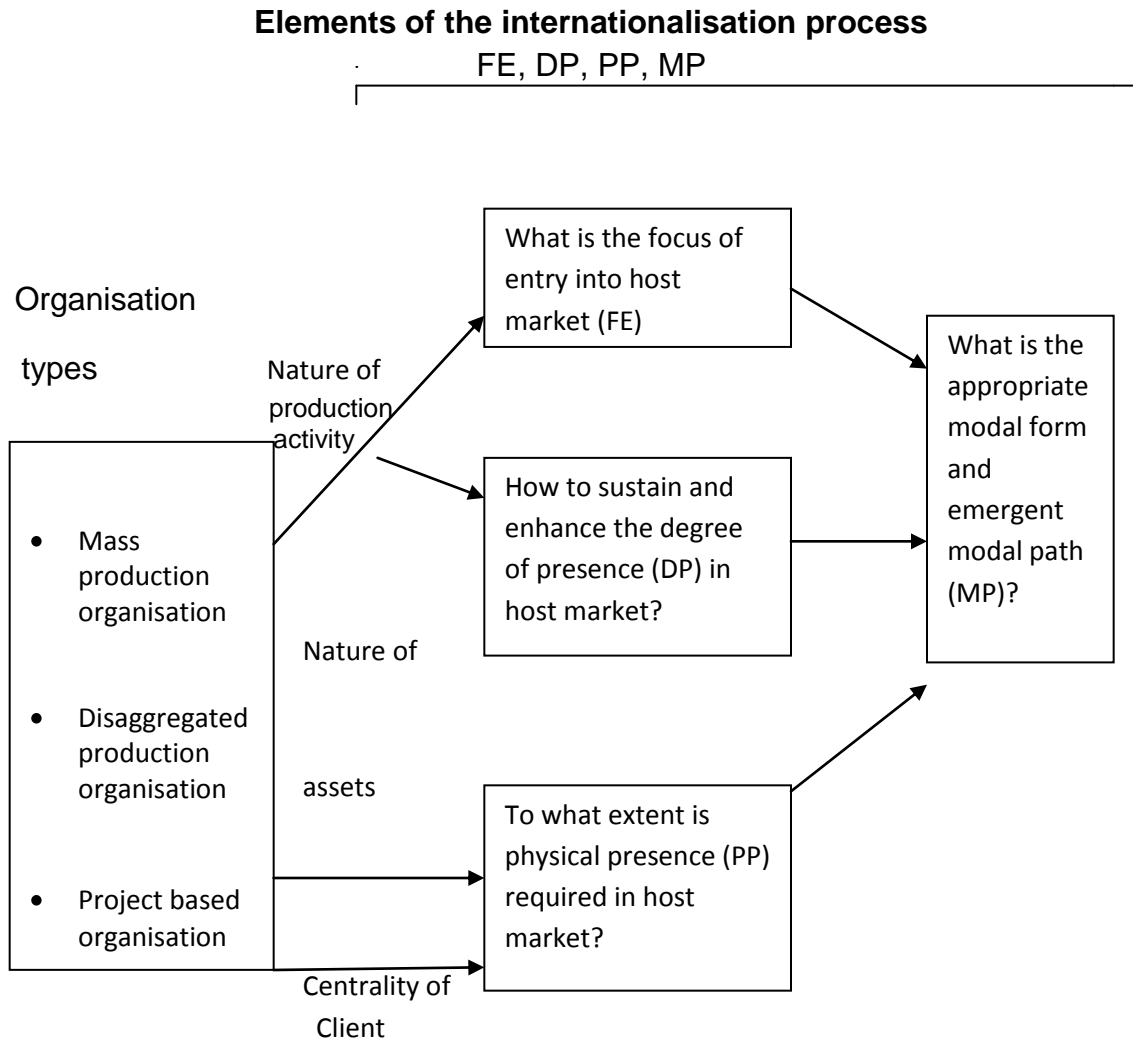 Elements of the internationalisation process
FE, DP, PP, MP
Organisation
types
• Mass
production
organisation
• Disaggregated
production
organisation
• Project based
organisation
Nature of
production
activity
Nature of
assets
Centrality of
Client
What is the focus of
entry into host
market (FE)
How to sustain and
enhance the degree
of presence (DP) in
host market?
To what extent is
physical presence (PP)
required in host
market?
What is the
appropriate
modal form
and
emergent
modal path
(MP)?